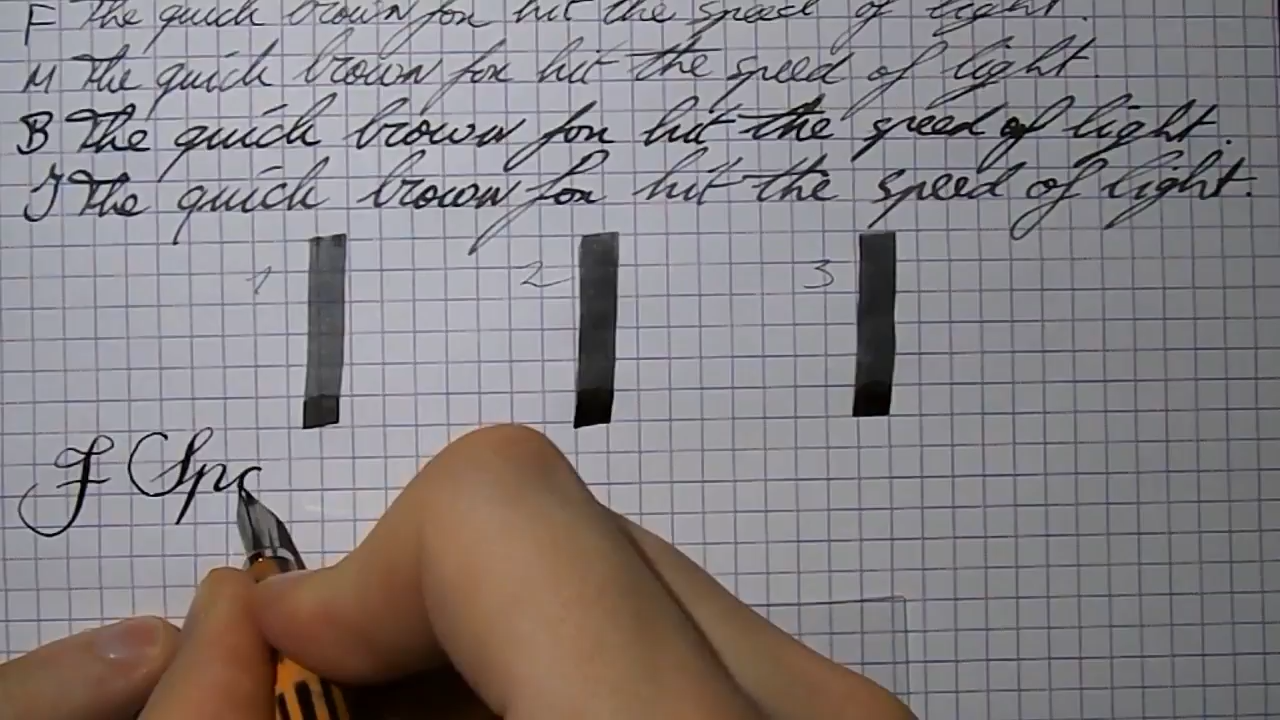 F The quick brown fox hit the speed of light.
M The quick brown fox hit the speed of light.
B The quick brown fox hit the speed of light.
J The quick brown fox hit the speed of light.
1 2 3
F Spa